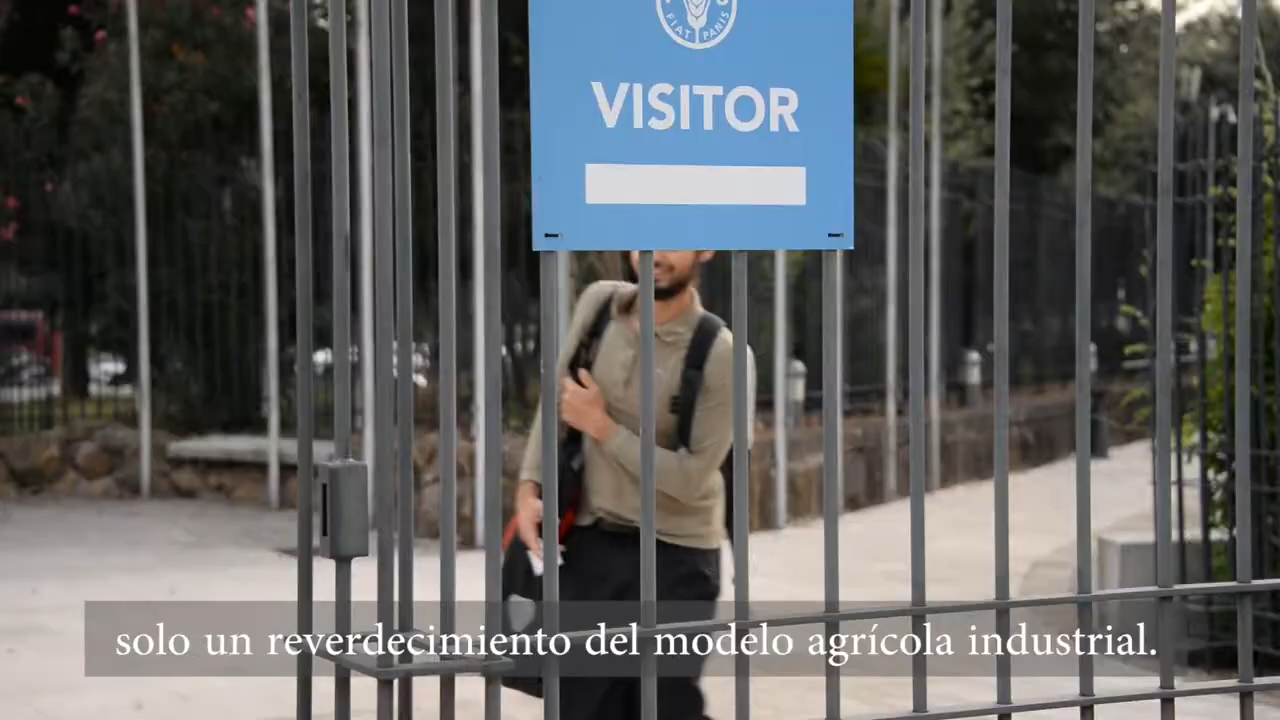 FIAT PANIS
VISITOR
solo un reverdecimiento del modelo agrícola industrial.